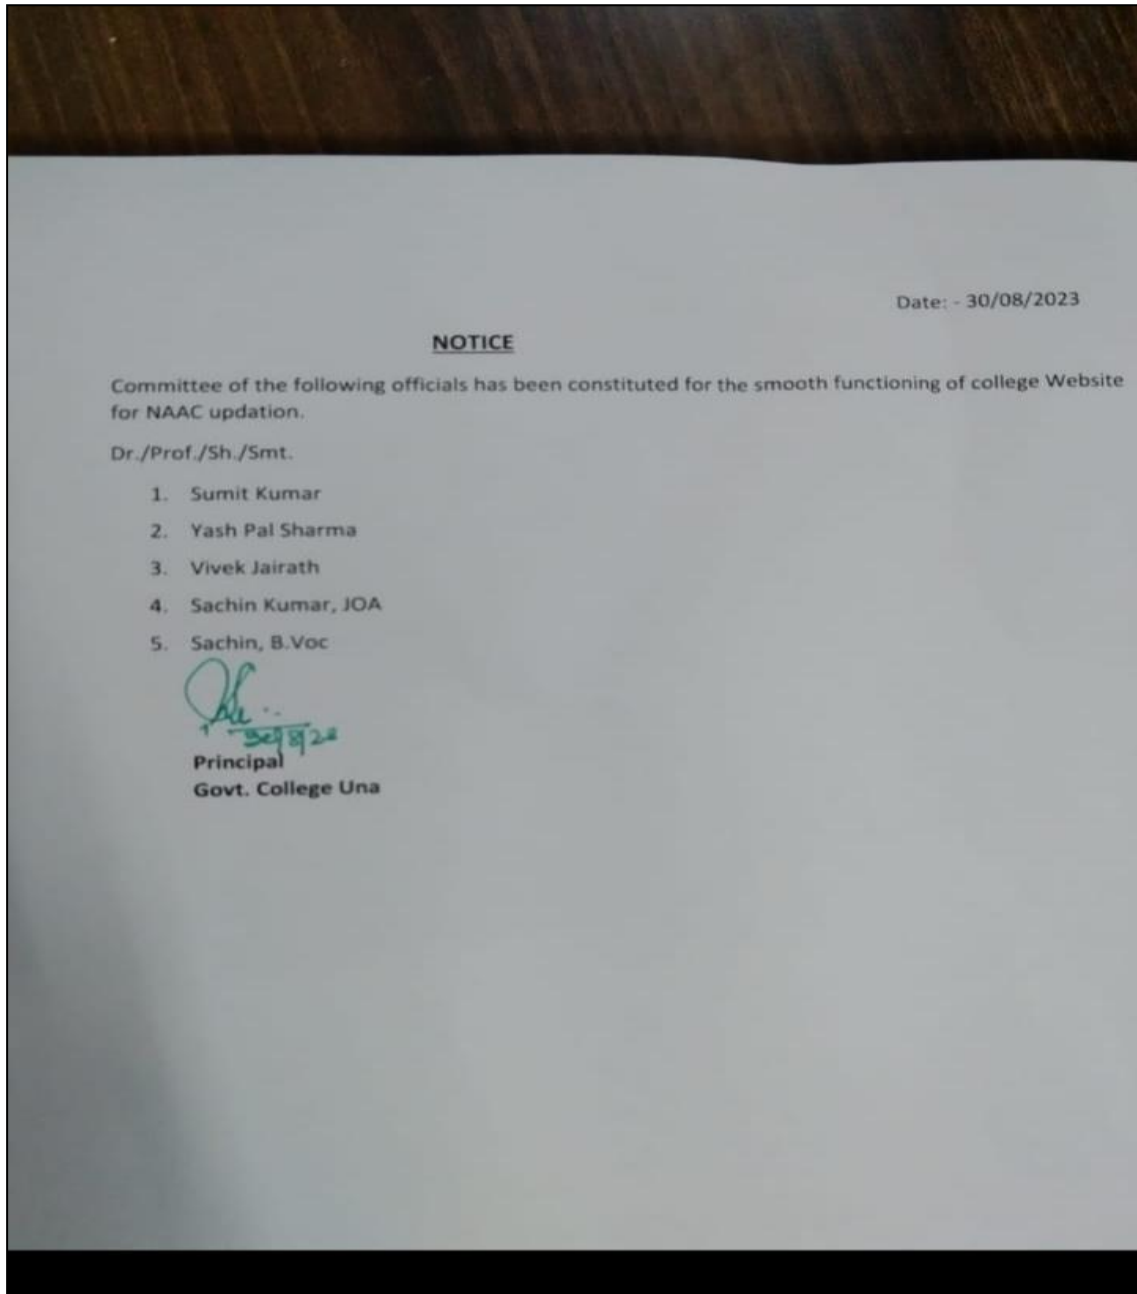 Date: - 30/08/2023
NOTICE
Committee of the following officials has been constituted for the smooth functioning of college Website
for NAAC updation.
Dr./Prof./Sh./Smt.
1. Sumit Kumar
2. Yash Pal Sharma
3. Vivek Jairath
4. Sachin Kumar, JOA
5. Sachin, B.Voc
Principal
Govt. College Una